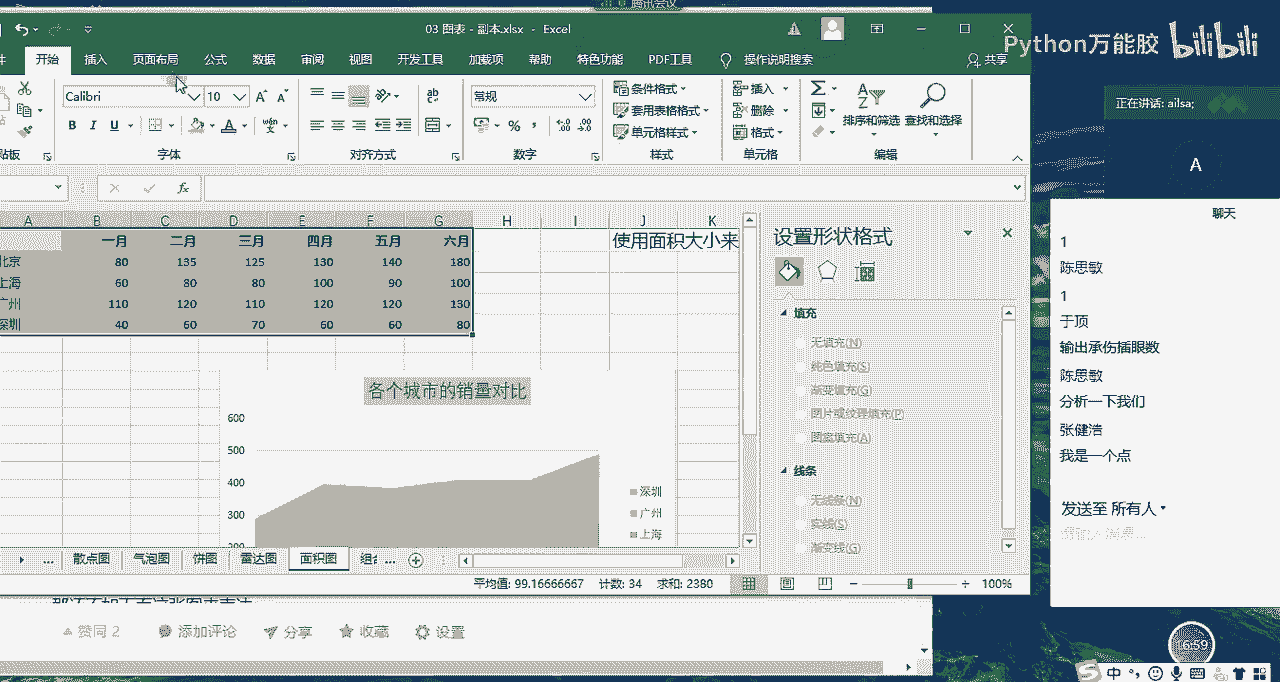 腾讯会议
03 图表 - 副本.xlsx - Excel
Python万能胶 bilibili
开始 插入 页面布局 公式 数据 审阅 视图 开发工具 加载项 帮助 特色功能 PDF工具 操作说明搜索 共享
Calibri 10 常规
B I U
条件格式 套用表格格式 单元格样式
插入 删除 格式
排序和筛选 查找和选择
贴板 字体 对齐方式 数字 样式 单元格 编辑
正在讲话: ailsa;
A
fx
A B C D E F G H I J K
一月 二月 三月 四月 五月 六月 使用面积大小来
北京 80 135 125 130 140 180
上海 60 80 80 100 90 100
广州 110 120 110 120 120 130
深圳 40 60 70 60 60 80
各个城市的销量对比
600
500
400
300
200
深圳
广州
上海
设置形状格式
填充
无填充(N)
纯色填充(S)
渐变填充(G)
图片或纹理填充(P)
图案填充(A)
线条
无线条(N)
实线(S)
渐变线(G)
聊天
1
陈思敏
1
于顶
输出承伤插眼数
陈思敏
分析一下我们
张健浩
我是一个点
发送至 所有人
... 散点图 气泡图 饼图 雷达图 面积图 组合 ...
平均值: 99.16666667 计数: 34 求和: 2380 100%
赞同 2 添加评论 分享 收藏 设置
16:59
中